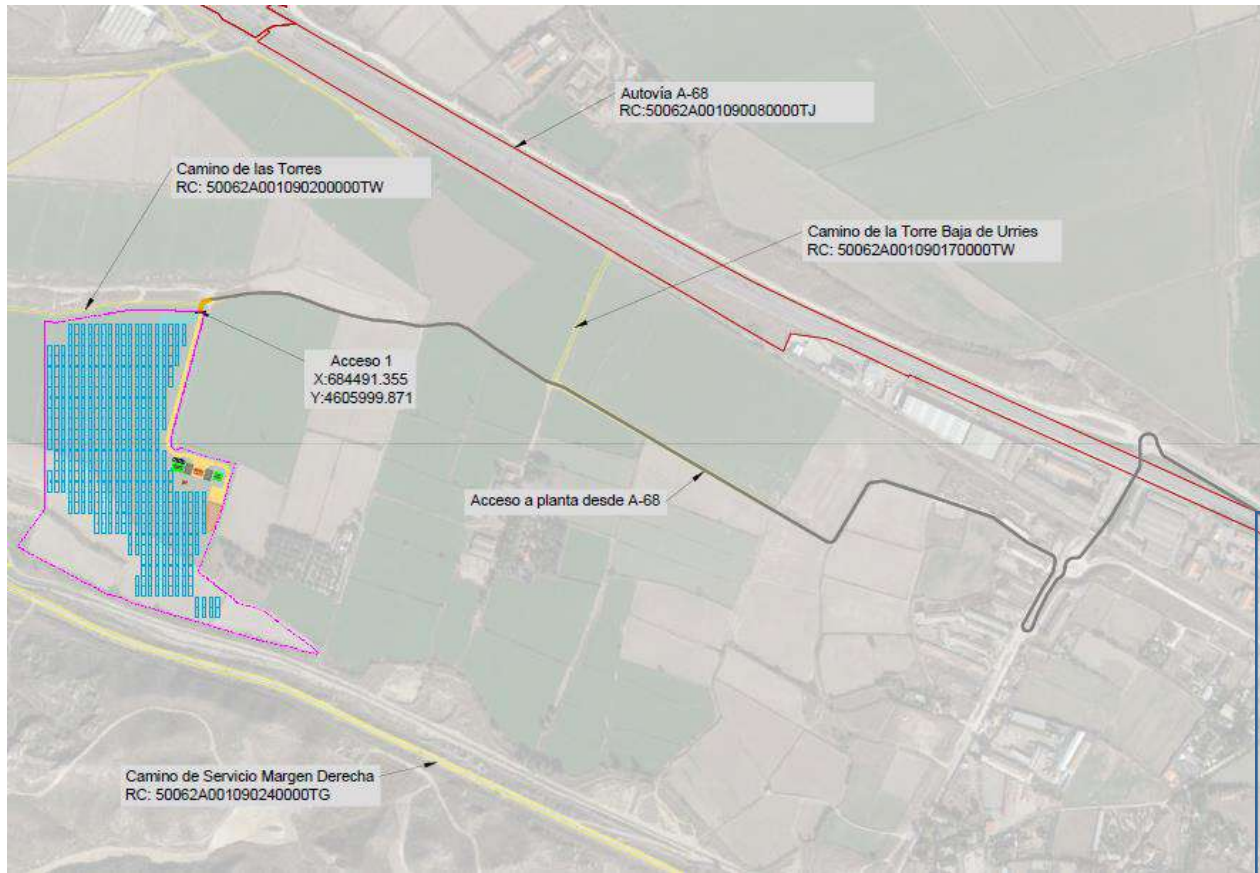 Autovía A-68
RC:50062A001090080000TJ
Camino de las Torres
RC: 50062A001090200000TW
Camino de la Torre Baja de Urries
RC: 50062A001090170000TW
Acceso 1
X:684491.355
Y:4605999.871
Acceso a planta desde A-68
Camino de Servicio Margen Derecha
RC: 50062A001090240000TG